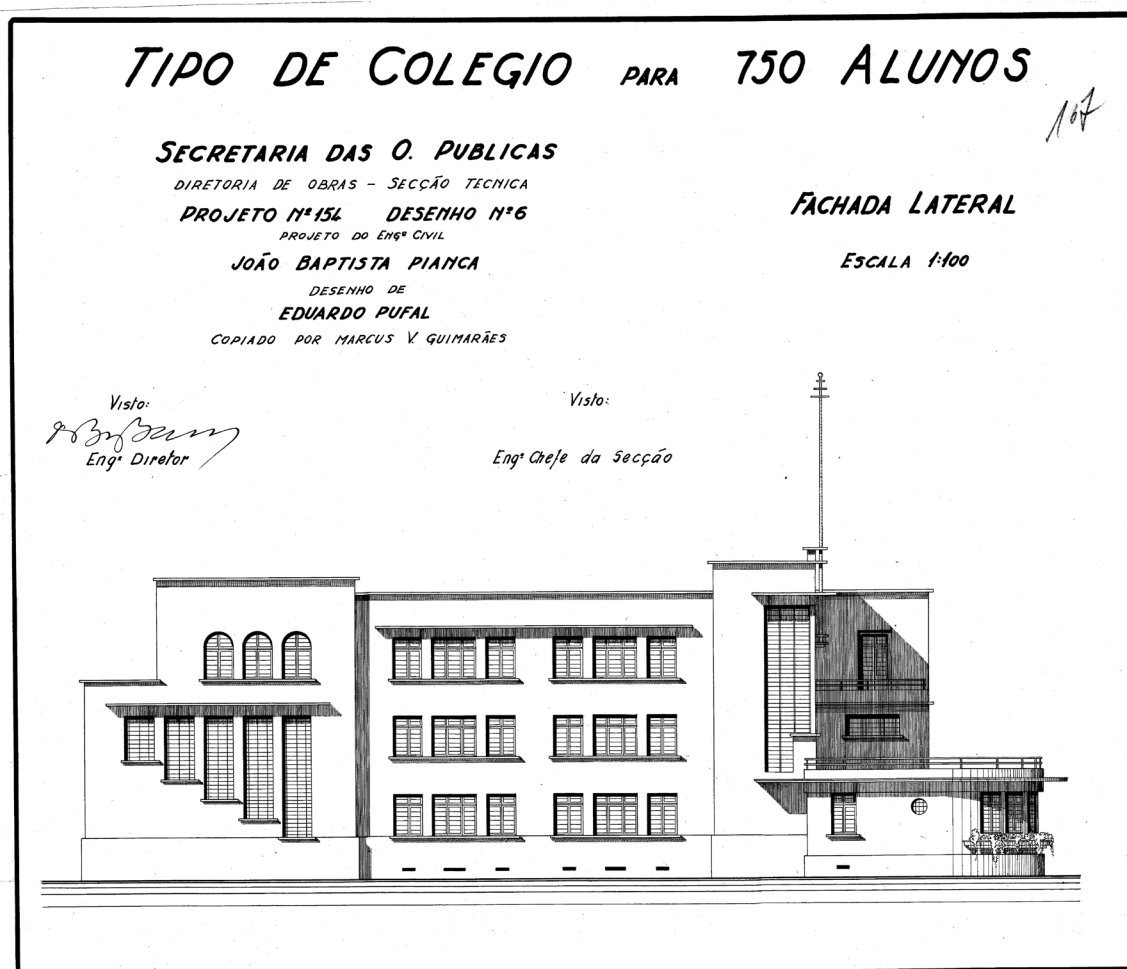 TIPO DE COLEGIO PARA 750 ALUNOS
167
SECRETARIA DAS O. PUBLICAS
DIRETORIA DE OBRAS - SECÇÃO TECNICA
PROJETO Nº 154 DESENHO Nº 6
PROJETO DO ENGº CIVIL
JOÃO BAPTISTA PIANCA
DESENHO DE
EDUARDO PUFAL
COPIADO POR MARCUS V. GUIMARÃES
FACHADA LATERAL
ESCALA 1:100
Visto:
Engº Diretor
Visto:
Engº Chefe da Secção